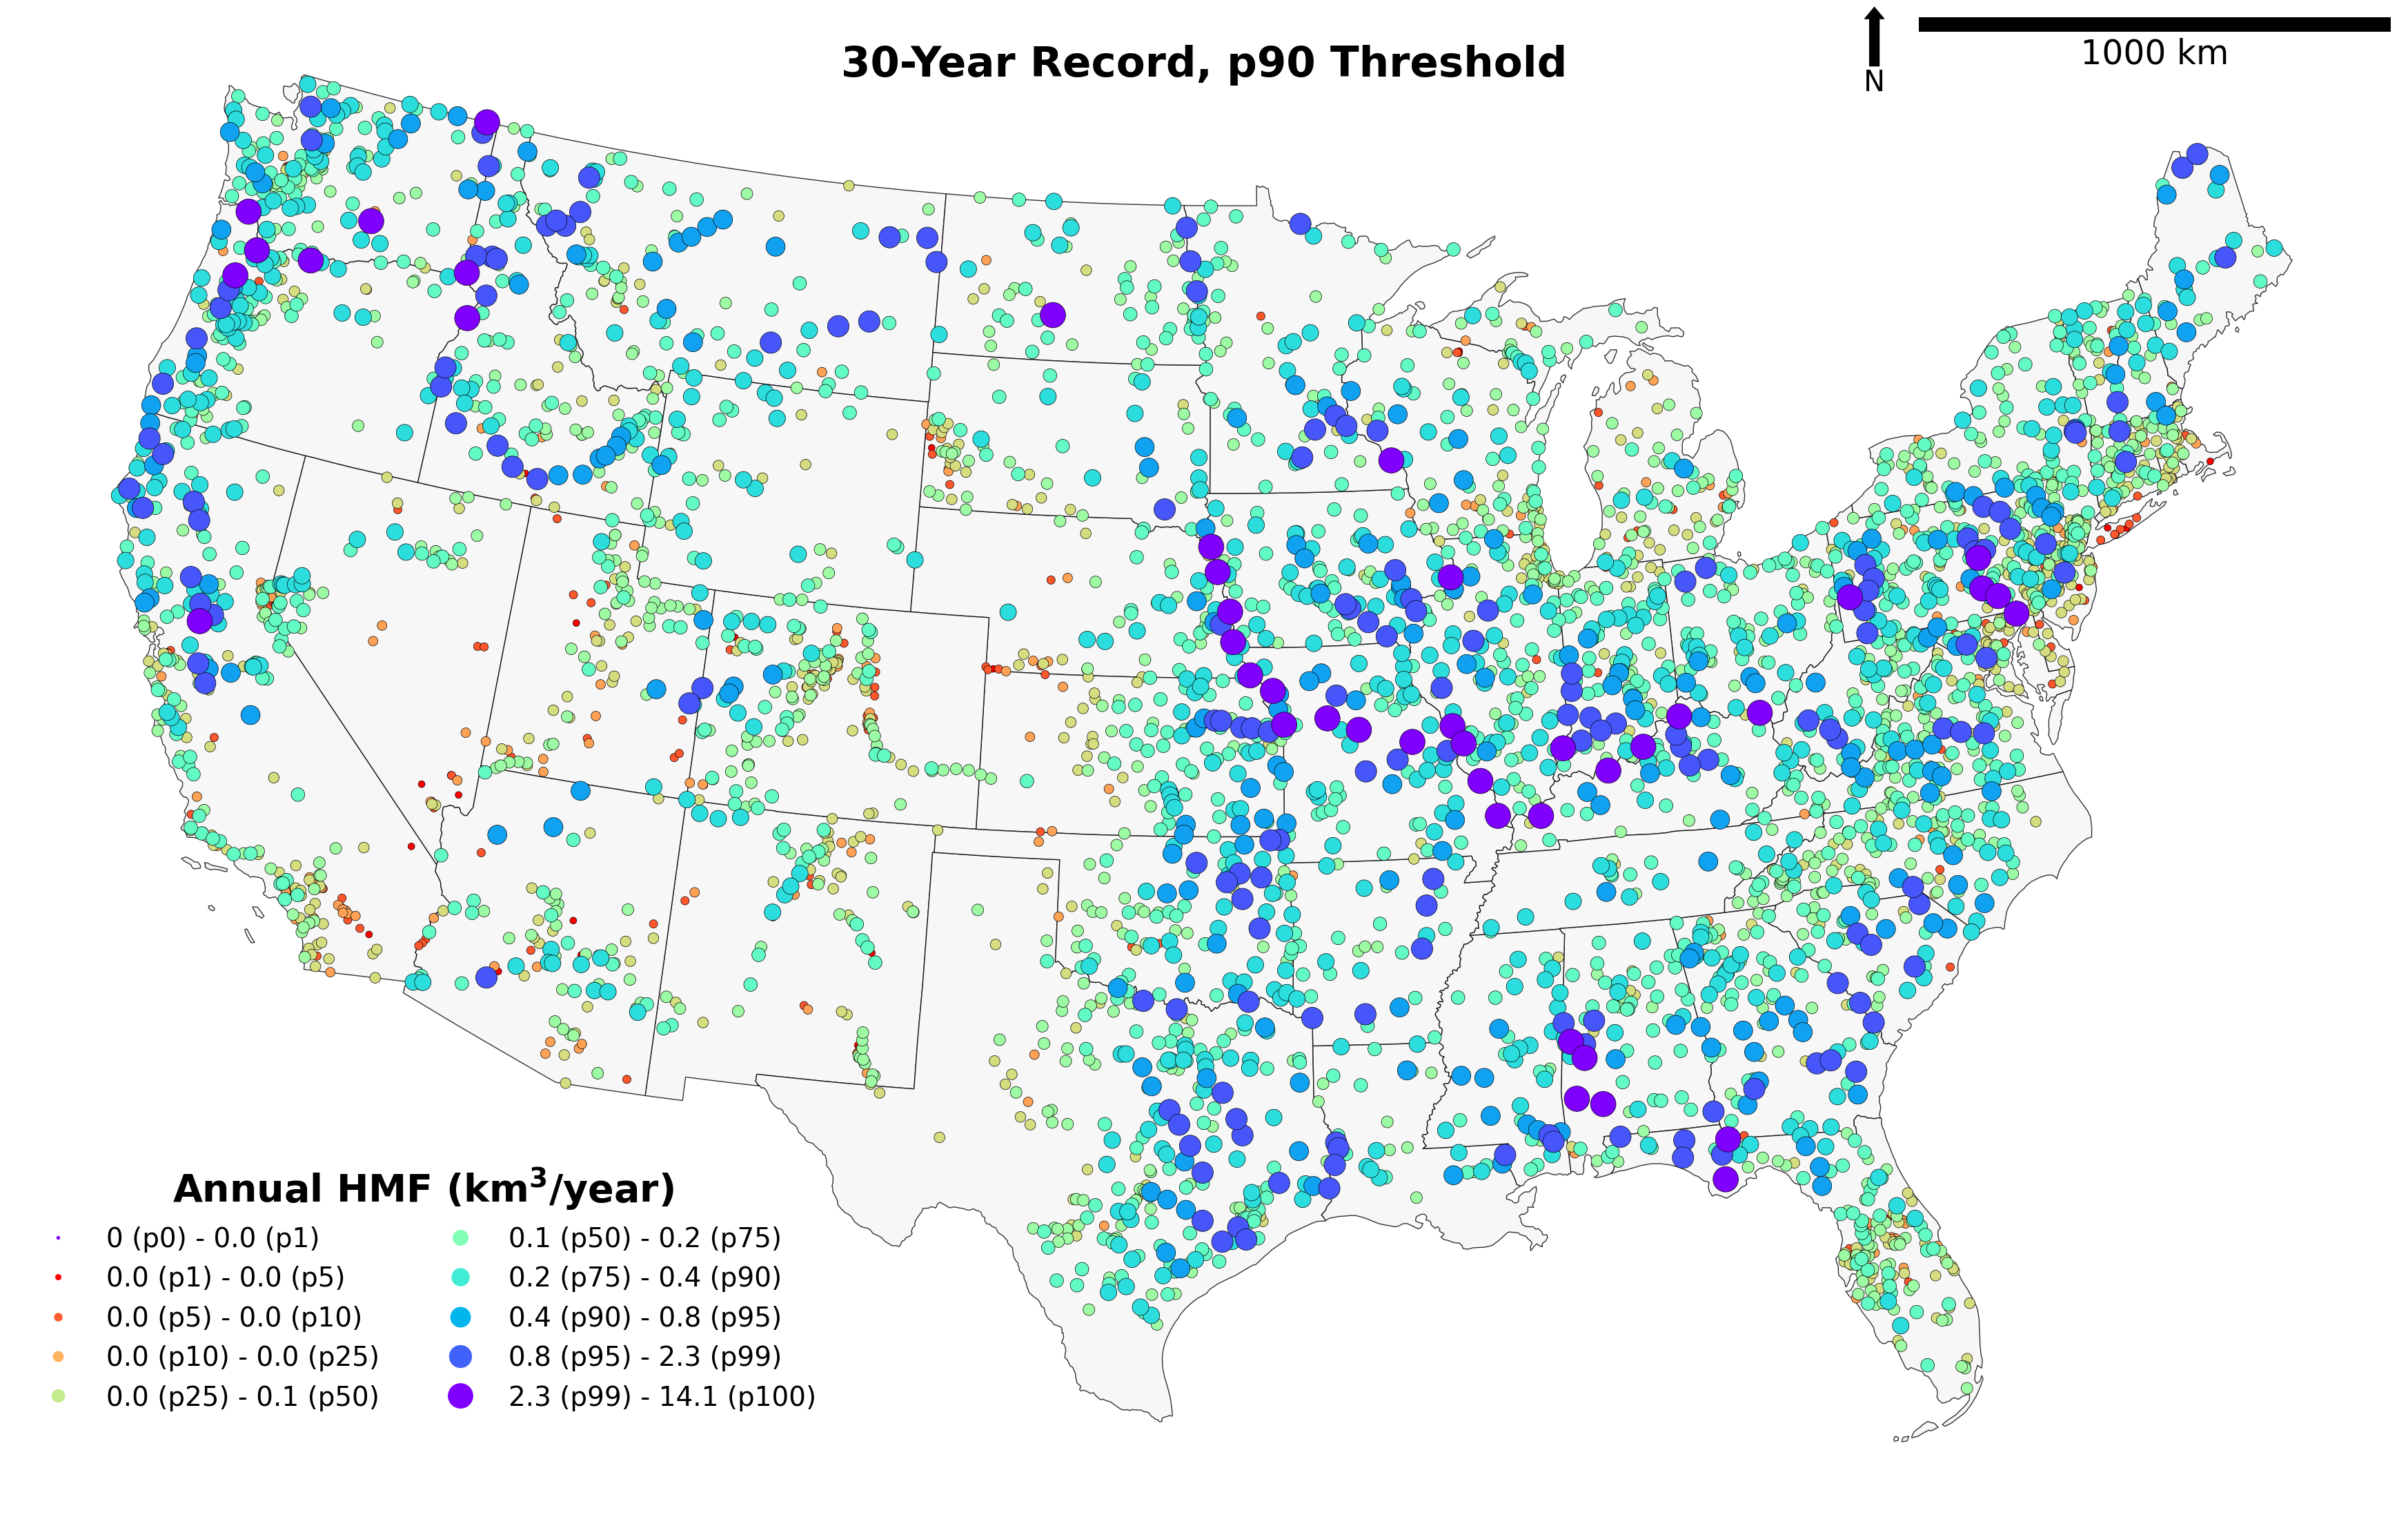 30-Year Record, p90 Threshold
N
1000 km
Annual HMF (km³/year)
0 (p0) - 0.0 (p1)
0.0 (p1) - 0.0 (p5)
0.0 (p5) - 0.0 (p10)
0.0 (p10) - 0.0 (p25)
0.0 (p25) - 0.1 (p50)
0.1 (p50) - 0.2 (p75)
0.2 (p75) - 0.4 (p90)
0.4 (p90) - 0.8 (p95)
0.8 (p95) - 2.3 (p99)
2.3 (p99) - 14.1 (p100)